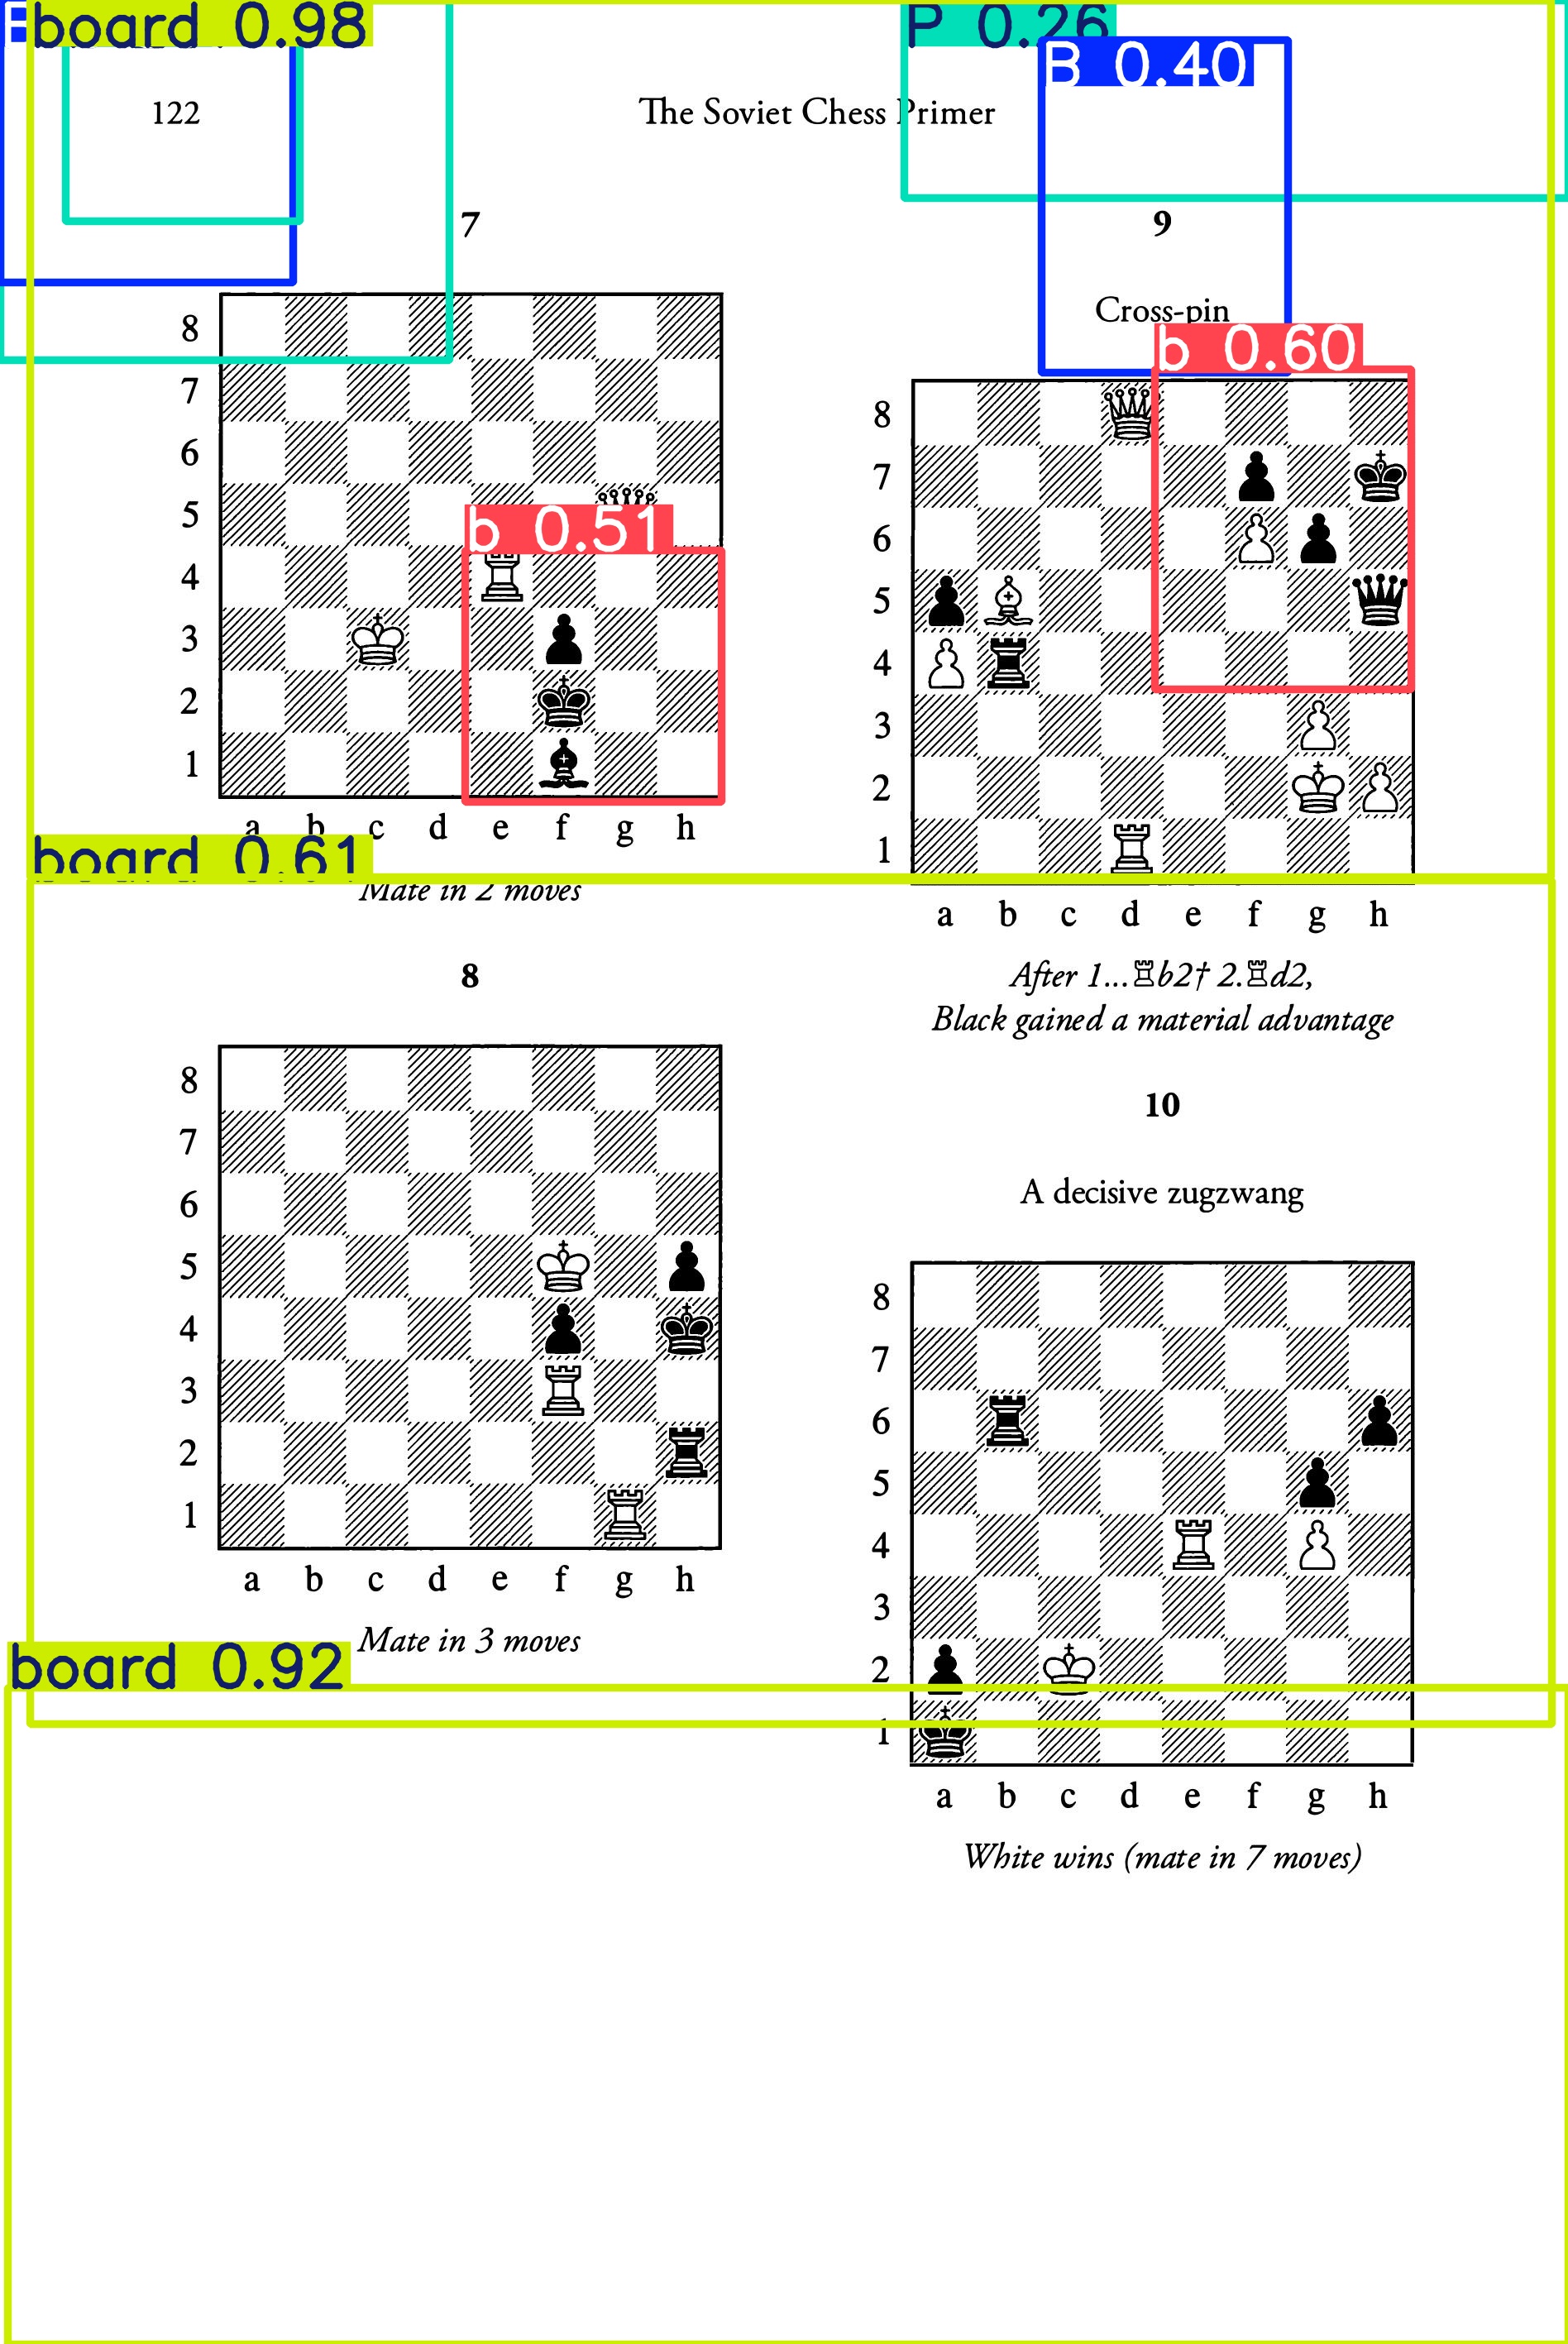 board 0.98
P 0.26
B 0.40
122
The Soviet Chess Primer
7
8
7
6
5
4
3
2
1
b 0.51
a b c d e f g h
board 0.61
Mate in 2 moves
8
8
7
6
5
4
3
2
1
a b c d e f g h
Mate in 3 moves
board 0.92
9
Cross-pin
b 0.60
8
7
6
5
4
3
2
1
a b c d e f g h
After 1...♖b2† 2.♖d2,
Black gained a material advantage
10
A decisive zugzwang
8
7
6
5
4
3
2
1
a b c d e f g h
White wins (mate in 7 moves)